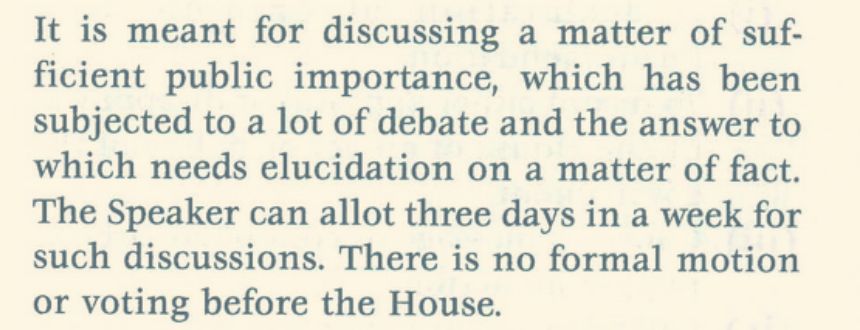 It is meant for discussing a matter of suf-
ficient public importance, which has been
subjected to a lot of debate and the answer to
which needs elucidation on a matter of fact.
The Speaker can allot three days in a week for
such discussions. There is no formal motion
or voting before the House.